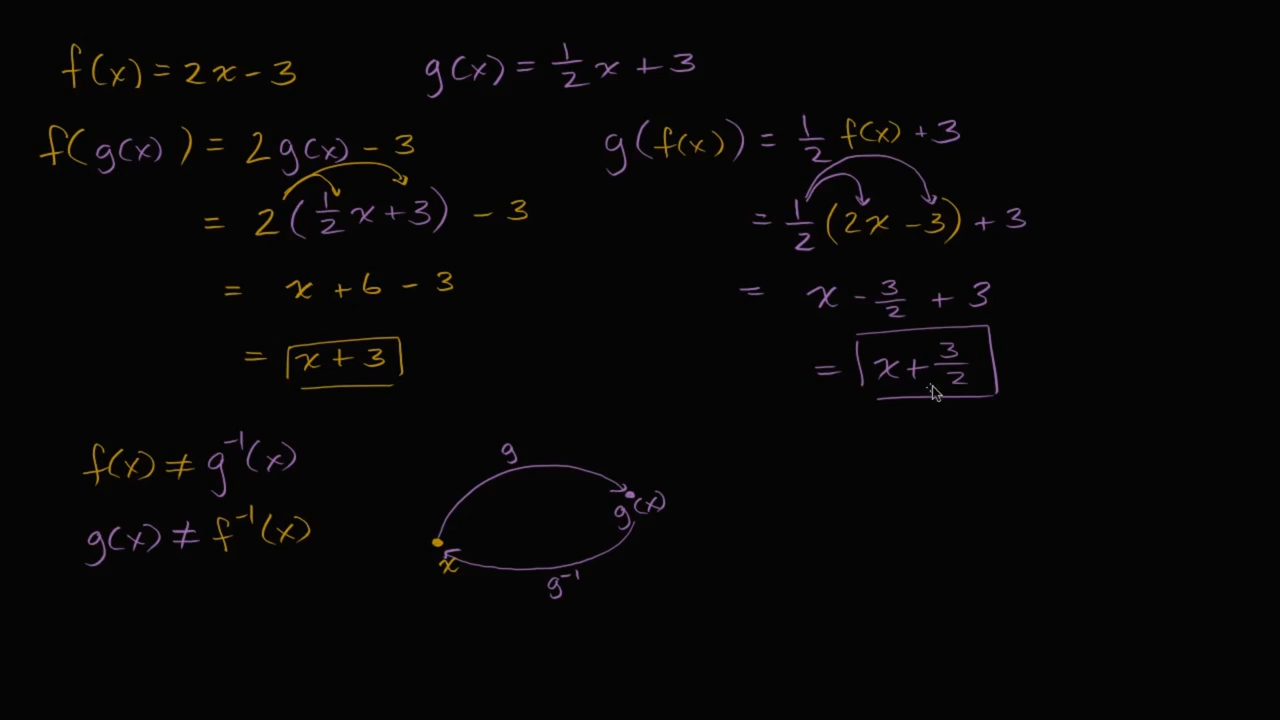 f(x) = 2x - 3
g(x) = 1/2 x + 3
f(g(x)) = 2g(x) - 3
= 2(1/2 x + 3) - 3
= x + 6 - 3
= x + 3
g(f(x)) = 1/2 f(x) + 3
= 1/2 (2x - 3) + 3
= x - 3/2 + 3
= x + 3/2
f(x) ≠ g⁻¹(x)
g(x) ≠ f⁻¹(x)
g
g(x)
x
g⁻¹